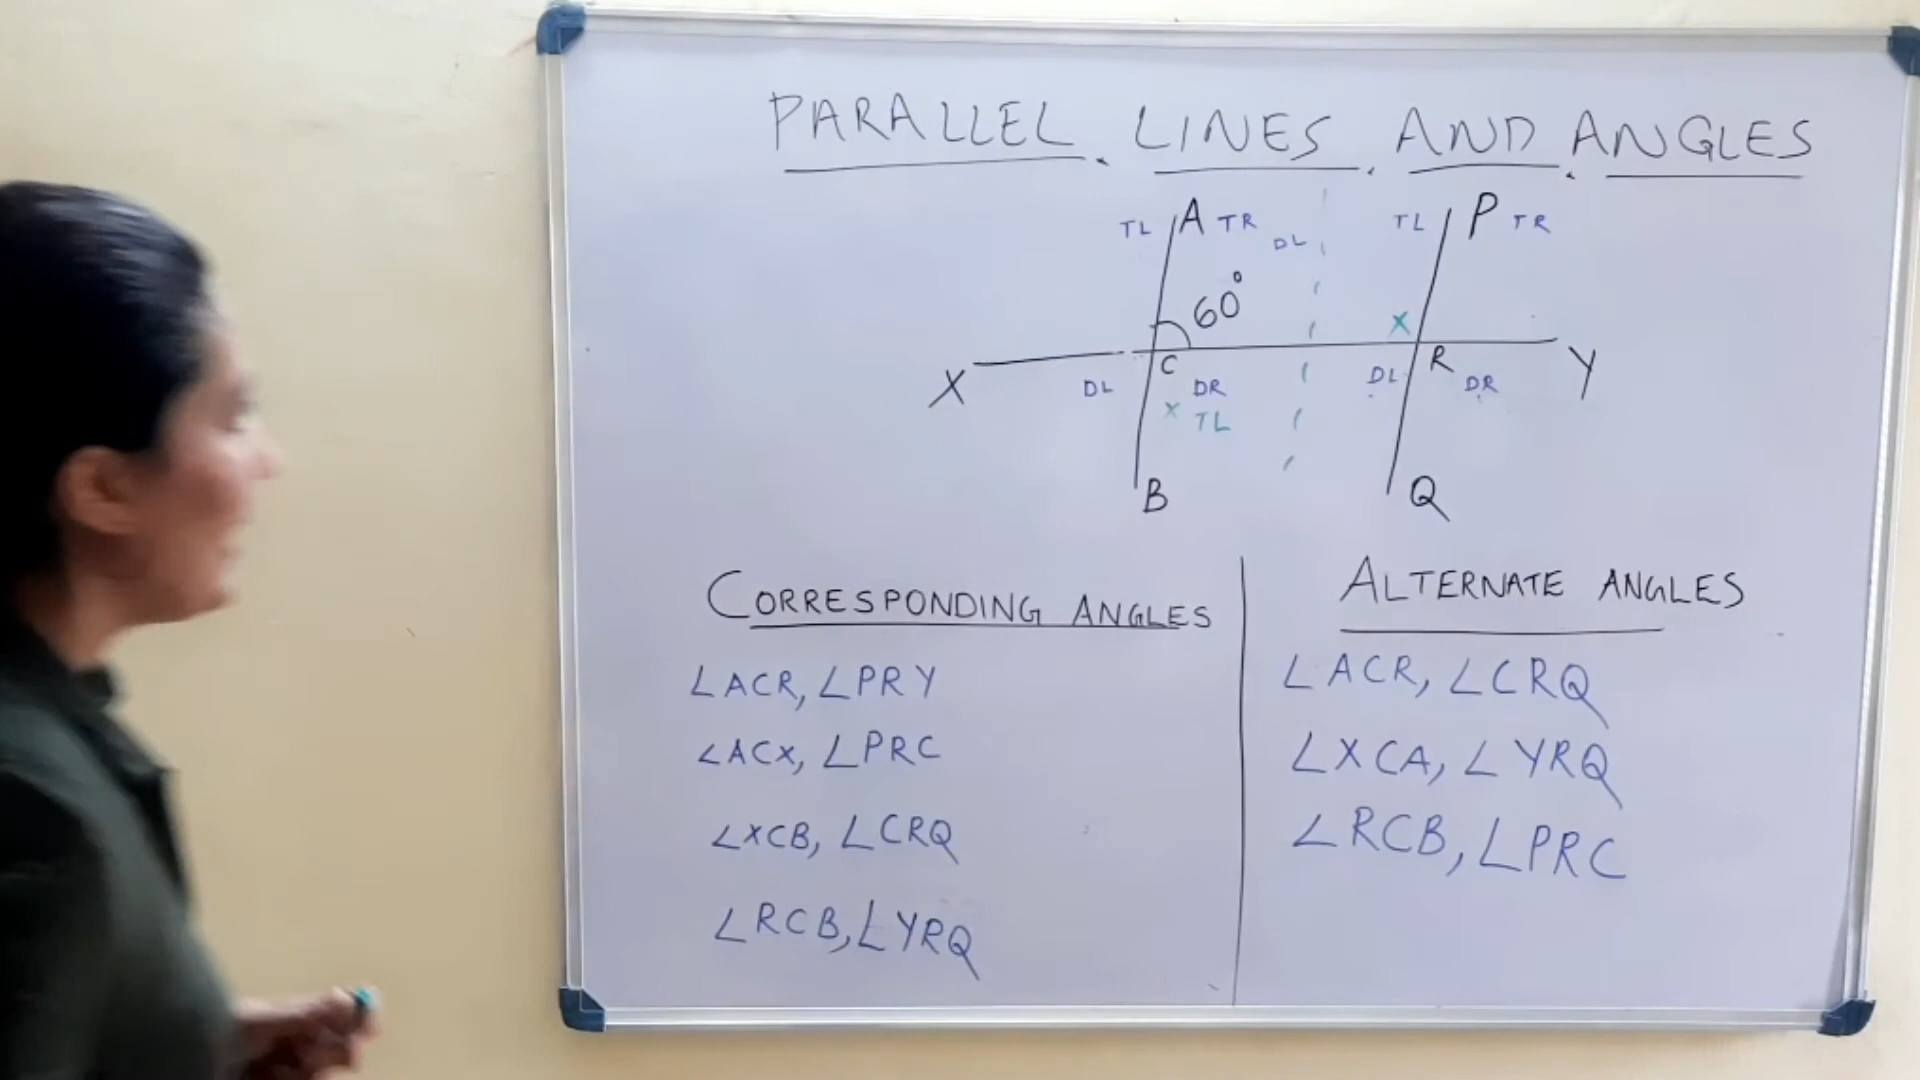 PARALLEL LINES AND ANGLES
TL A TR DL TL P TR
60°
X
X C R Y
DL DR DL DR
X TL
B Q
CORRESPONDING ANGLES
∠ACR, ∠PRY
∠ACX, ∠PRC
∠XCB, ∠CRQ
∠RCB, ∠YRQ
ALTERNATE ANGLES
∠ACR, ∠CRQ
∠XCA, ∠YRQ
∠RCB, ∠PRC